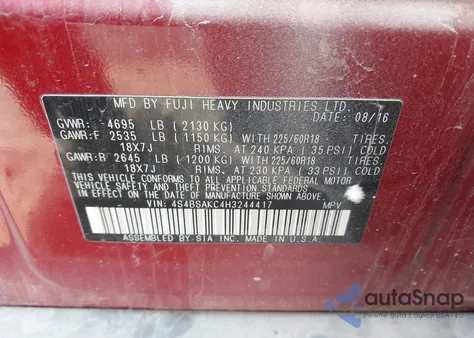 MFD BY FUJI HEAVY INDUSTRIES LTD.
DATE: 08/16
GVWR: 4695 LB ( 2130 KG)
GAWR:F 2535 LB ( 1150 KG) WITH 225/60R18 TIRES.
18X7J RIMS. AT 240 KPA ( 35 PSI) COLD
GAWR:R 2645 LB ( 1200 KG) WITH 225/60R18 TIRES.
18X7J RIMS. AT 230 KPA ( 33 PSI) COLD
THIS VEHICLE CONFORMS TO ALL APPLICABLE FEDERAL MOTOR
VEHICLE SAFETY AND THEFT PREVENTION STANDARDS
IN EFFECT ON THE DATE OF MANUFACTURE SHOWN ABOVE.
VIN: 4S4BSAKC4H3244417 MPV
ASSEMBLED BY SIA INC. MADE IN U.S.A.
autoSnap